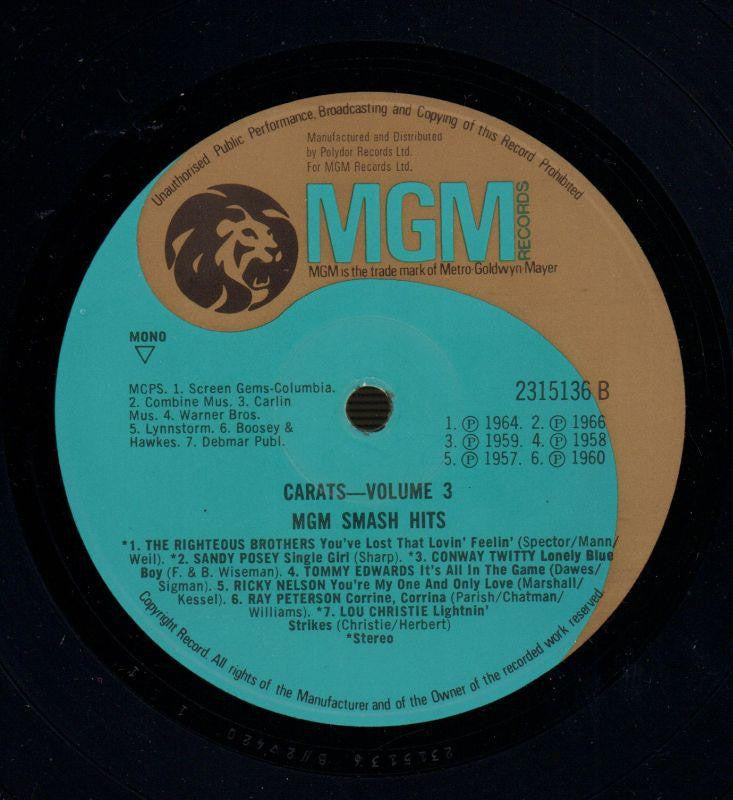 Unauthorised Public Performance, Broadcasting and Copying of this Record Prohibited
Manufactured and Distributed
by Polydor Records Ltd.
For MGM Records Ltd.
MGM
RECORDS
MGM is the trade mark of Metro-Goldwyn-Mayer
MONO
MCPS. 1. Screen Gems-Columbia.
2. Combine Mus. 3. Carlin
Mus. 4. Warner Bros.
5. Lynnstorm. 6. Boosey &
Hawkes. 7. Debmar Publ.
2315136 B
1. ℗ 1964. 2. ℗ 1966
3. ℗ 1959. 4. ℗ 1958
5. ℗ 1957. 6. ℗ 1960
CARATS—VOLUME 3
MGM SMASH HITS
*1. THE RIGHTEOUS BROTHERS You've Lost That Lovin' Feelin' (Spector/Mann/
Weil). *2. SANDY POSEY Single Girl (Sharp). *3. CONWAY TWITTY Lonely Blue
Boy (F. & B. Wiseman). 4. TOMMY EDWARDS It's All In The Game (Dawes/
Sigman). 5. RICKY NELSON You're My One And Only Love (Marshall/
Kessel). 6. RAY PETERSON Corrine, Corrina (Parish/Chatman/
Williams). *7. LOU CHRISTIE Lightnin'
Strikes (Christie/Herbert)
*Stereo
Copyright Record. All rights of the Manufacturer and of the Owner of the recorded work reserved.